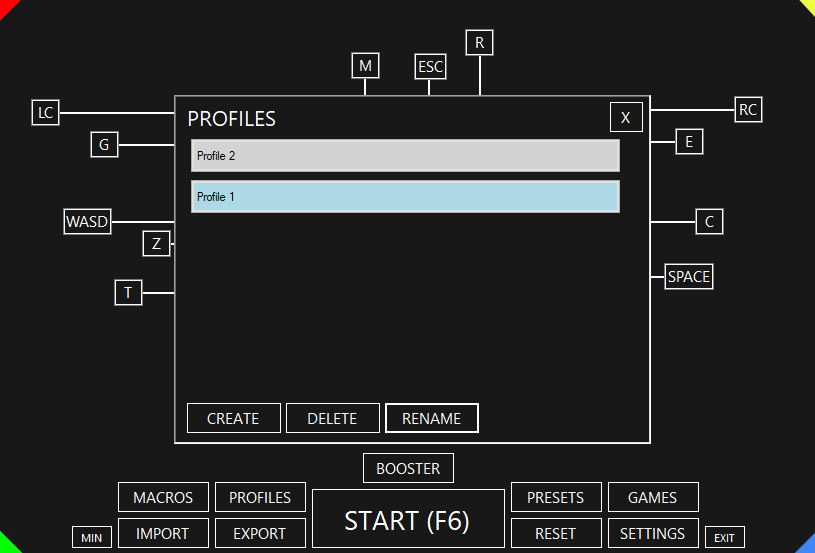 R
M
ESC
LC
RC
PROFILES
X
G
E
Profile 2
Profile 1
WASD
C
Z
SPACE
T
CREATE
DELETE
RENAME
BOOSTER
MACROS
PROFILES
PRESETS
GAMES
START (F6)
MIN
IMPORT
EXPORT
RESET
SETTINGS
EXIT